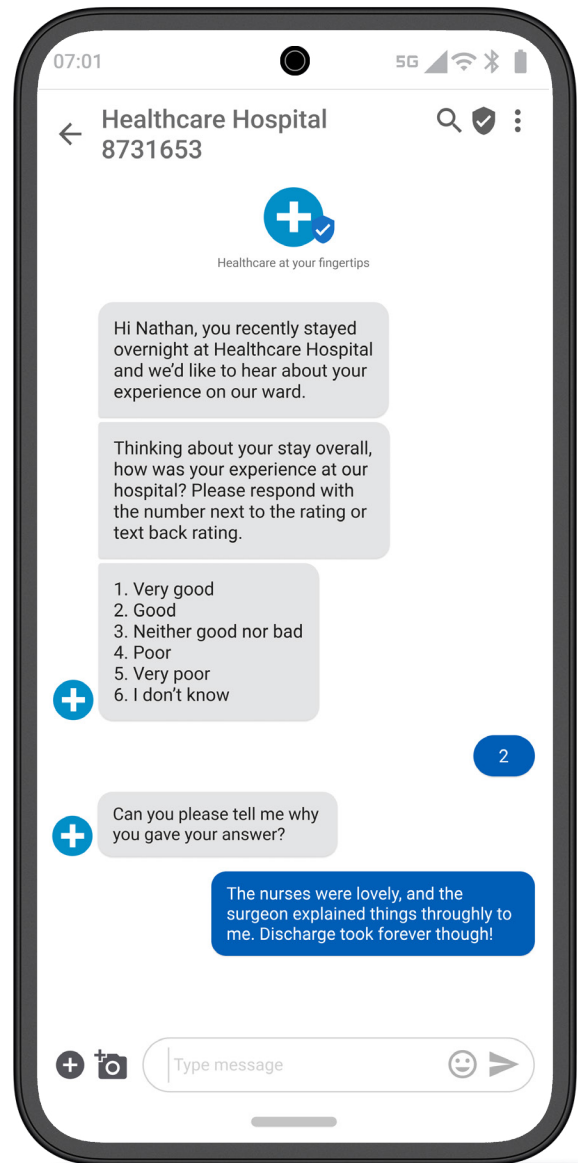 07:01
5G
Healthcare Hospital
8731653
Healthcare at your fingertips
Hi Nathan, you recently stayed
overnight at Healthcare Hospital
and we’d like to hear about your
experience on our ward.
Thinking about your stay overall,
how was your experience at our
hospital? Please respond with
the number next to the rating or
text back rating.
1. Very good
2. Good
3. Neither good nor bad
4. Poor
5. Very poor
6. I don’t know
2
Can you please tell me why
you gave your answer?
The nurses were lovely, and the
surgeon explained things throughly to
me. Discharge took forever though!
Type message